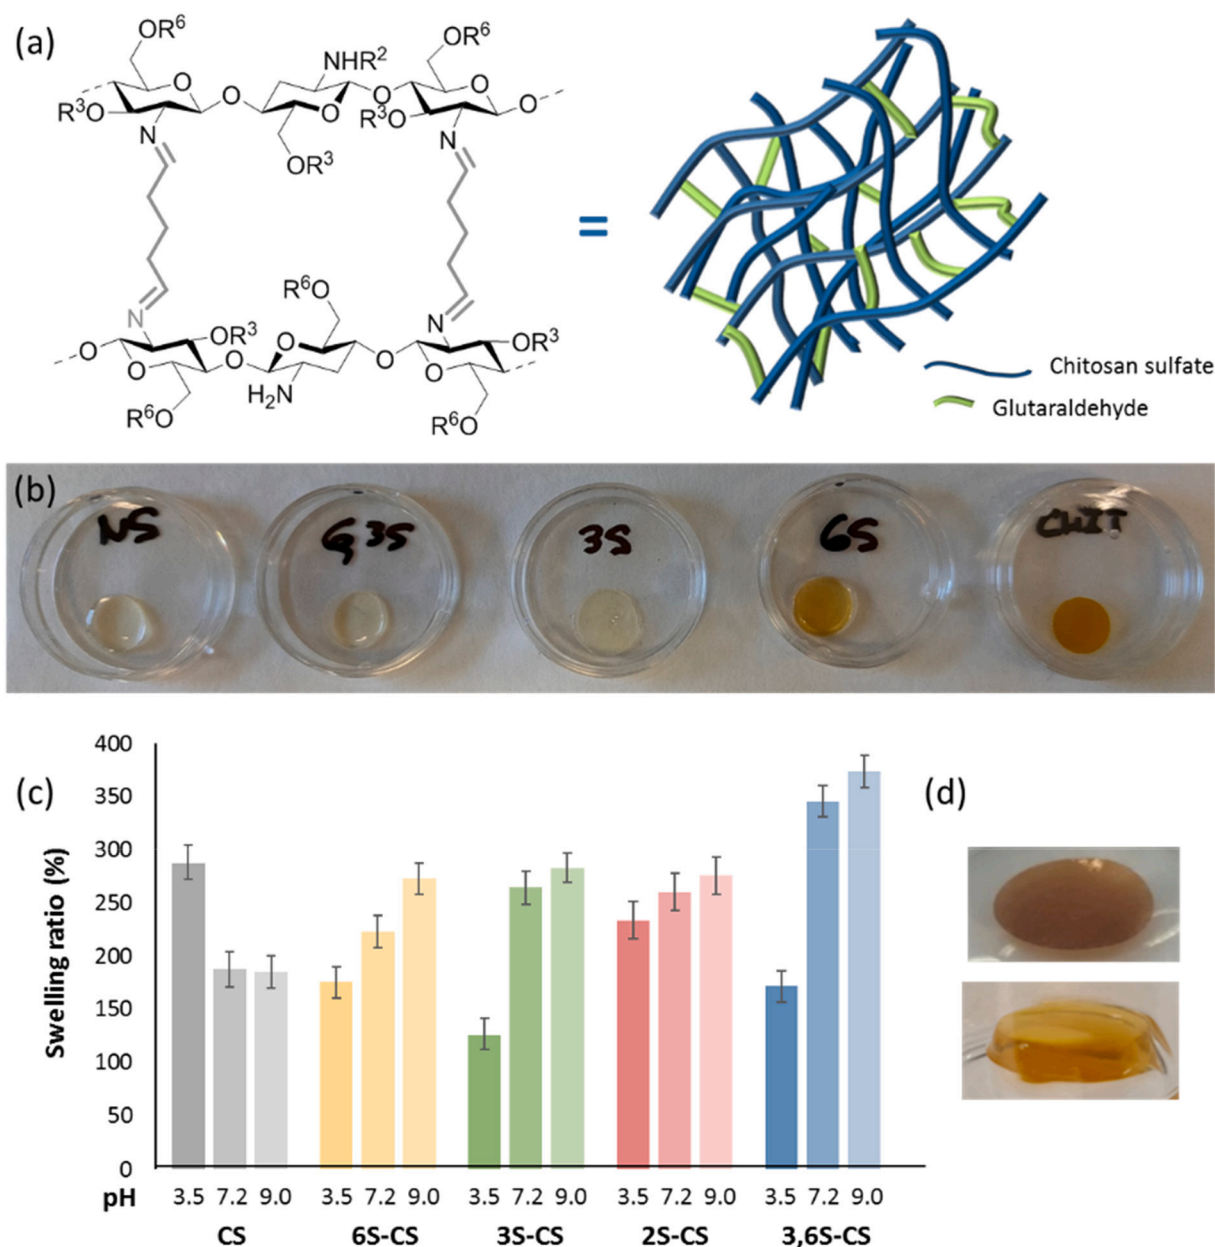 (a)
OR⁶ NHR² OR⁶
O O O O O
R³O N OR³ R³O N
=
N R⁶O N
O OR³ O O O OR³
O H₂N O
R⁶O R⁶O
Chitosan sulfate
Glutaraldehyde
(b)
NS G3S 3S 6S CHIT
(c)
Swelling ratio (%)
400
350
300
250
200
150
100
50
0
pH 3.5 7.2 9.0 3.5 7.2 9.0 3.5 7.2 9.0 3.5 7.2 9.0 3.5 7.2 9.0
CS 6S-CS 3S-CS 2S-CS 3,6S-CS
(d)